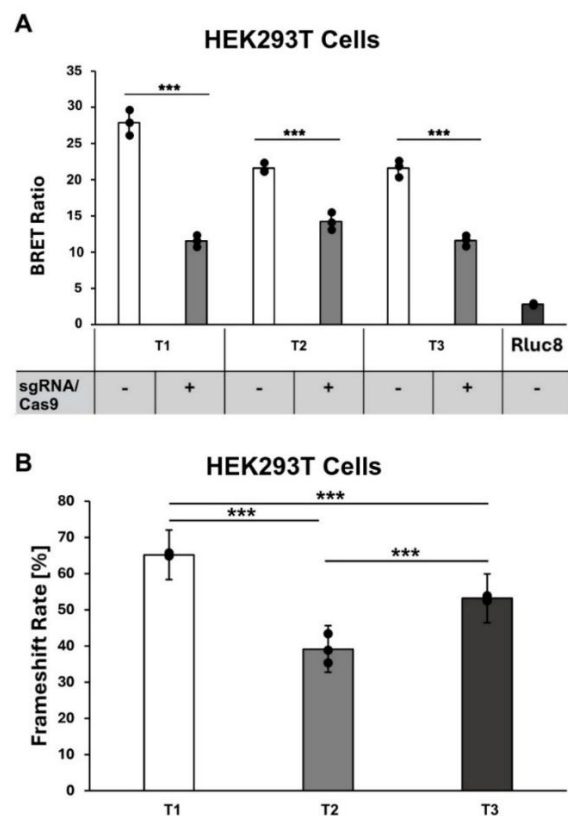 A
HEK293T Cells
BRET Ratio
35
30
25
20
15
10
5
0
***
***
***
T1 T2 T3 Rluc8
sgRNA/ - + - + - + -
Cas9
B
HEK293T Cells
Frameshift Rate [%]
80
70
60
50
40
30
20
10
0
***
***
***
T1 T2 T3